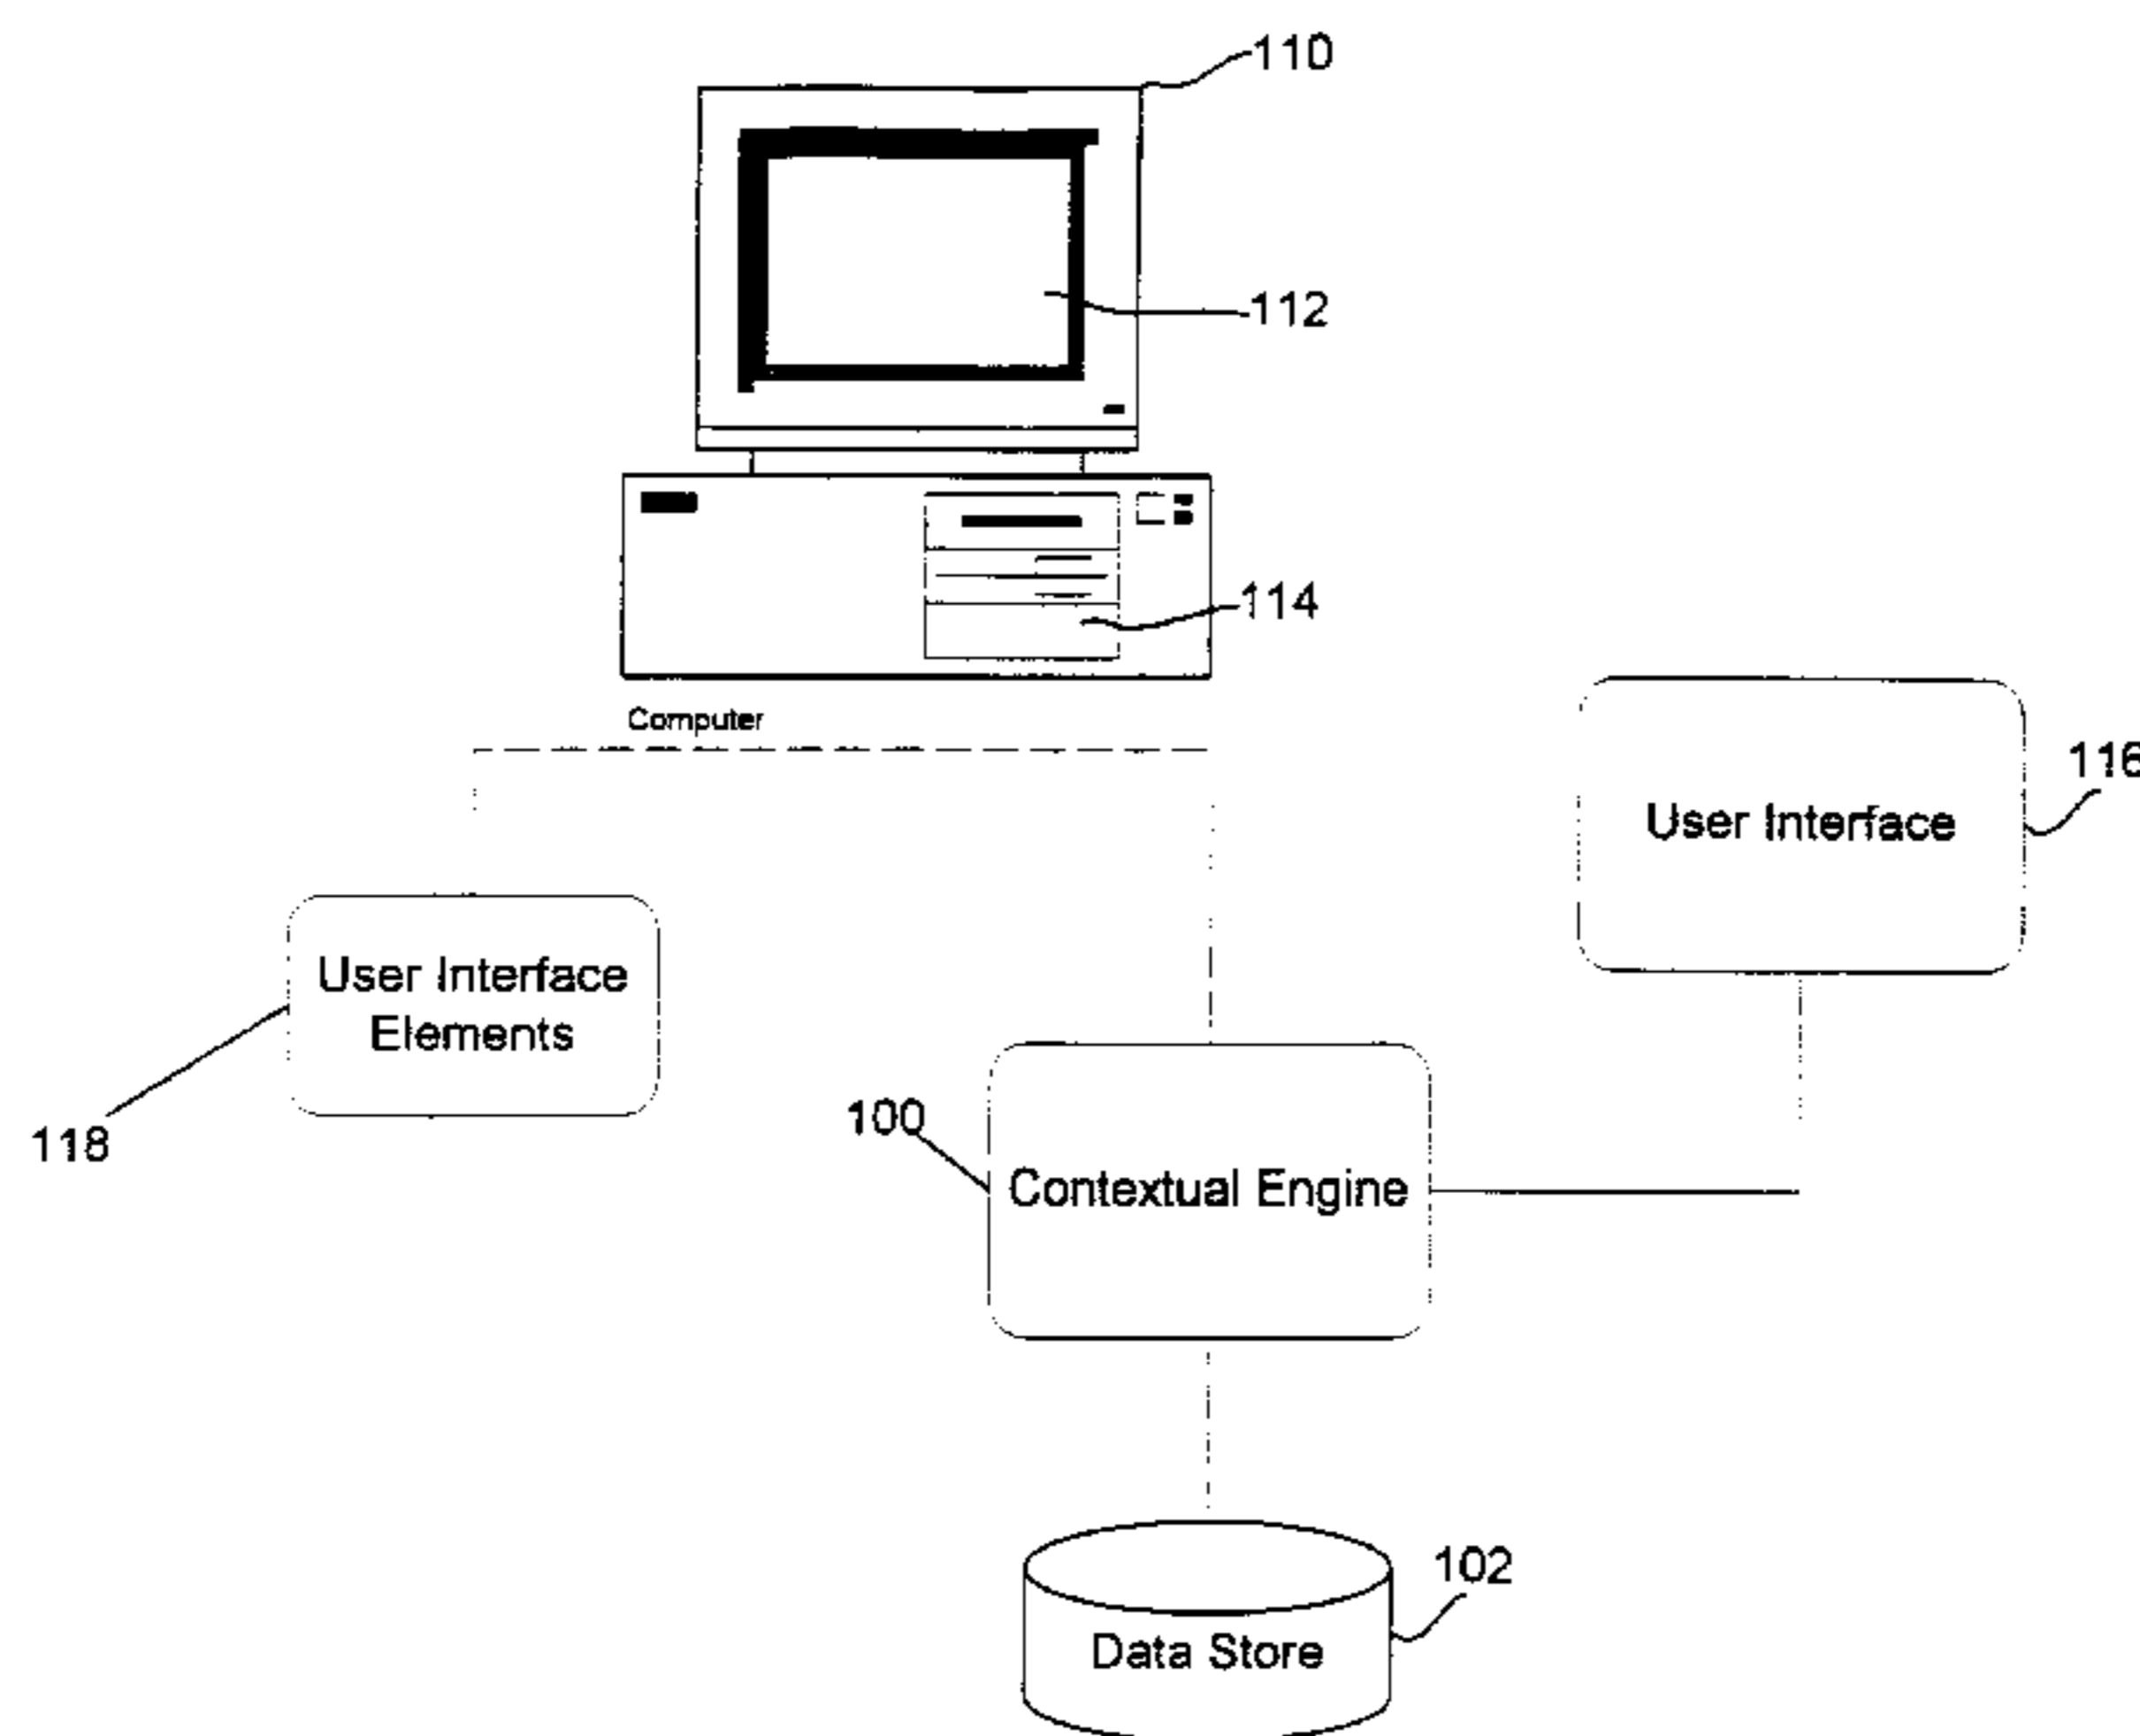 110
112
114
Computer
116
User Interface
User Interface
Elements
118
100
Contextual Engine
102
Data Store